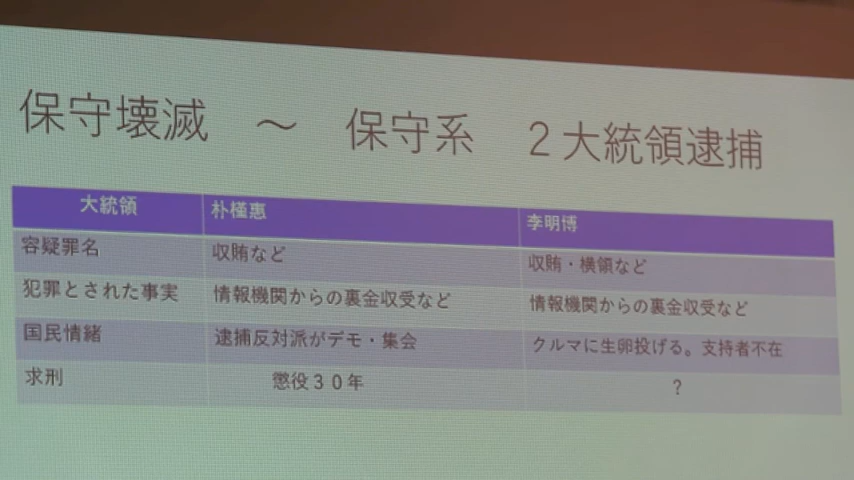 保守壊滅　～　保守系　２大統領逮捕
大統領 朴槿惠 李明博
容疑罪名 収賄など 収賄・横領など
犯罪とされた事実 情報機関からの裏金収受など 情報機関からの裏金収受など
国民情緒 逮捕反対派がデモ・集会 クルマに生卵投げる。支持者不在
求刑 懲役３０年 ？